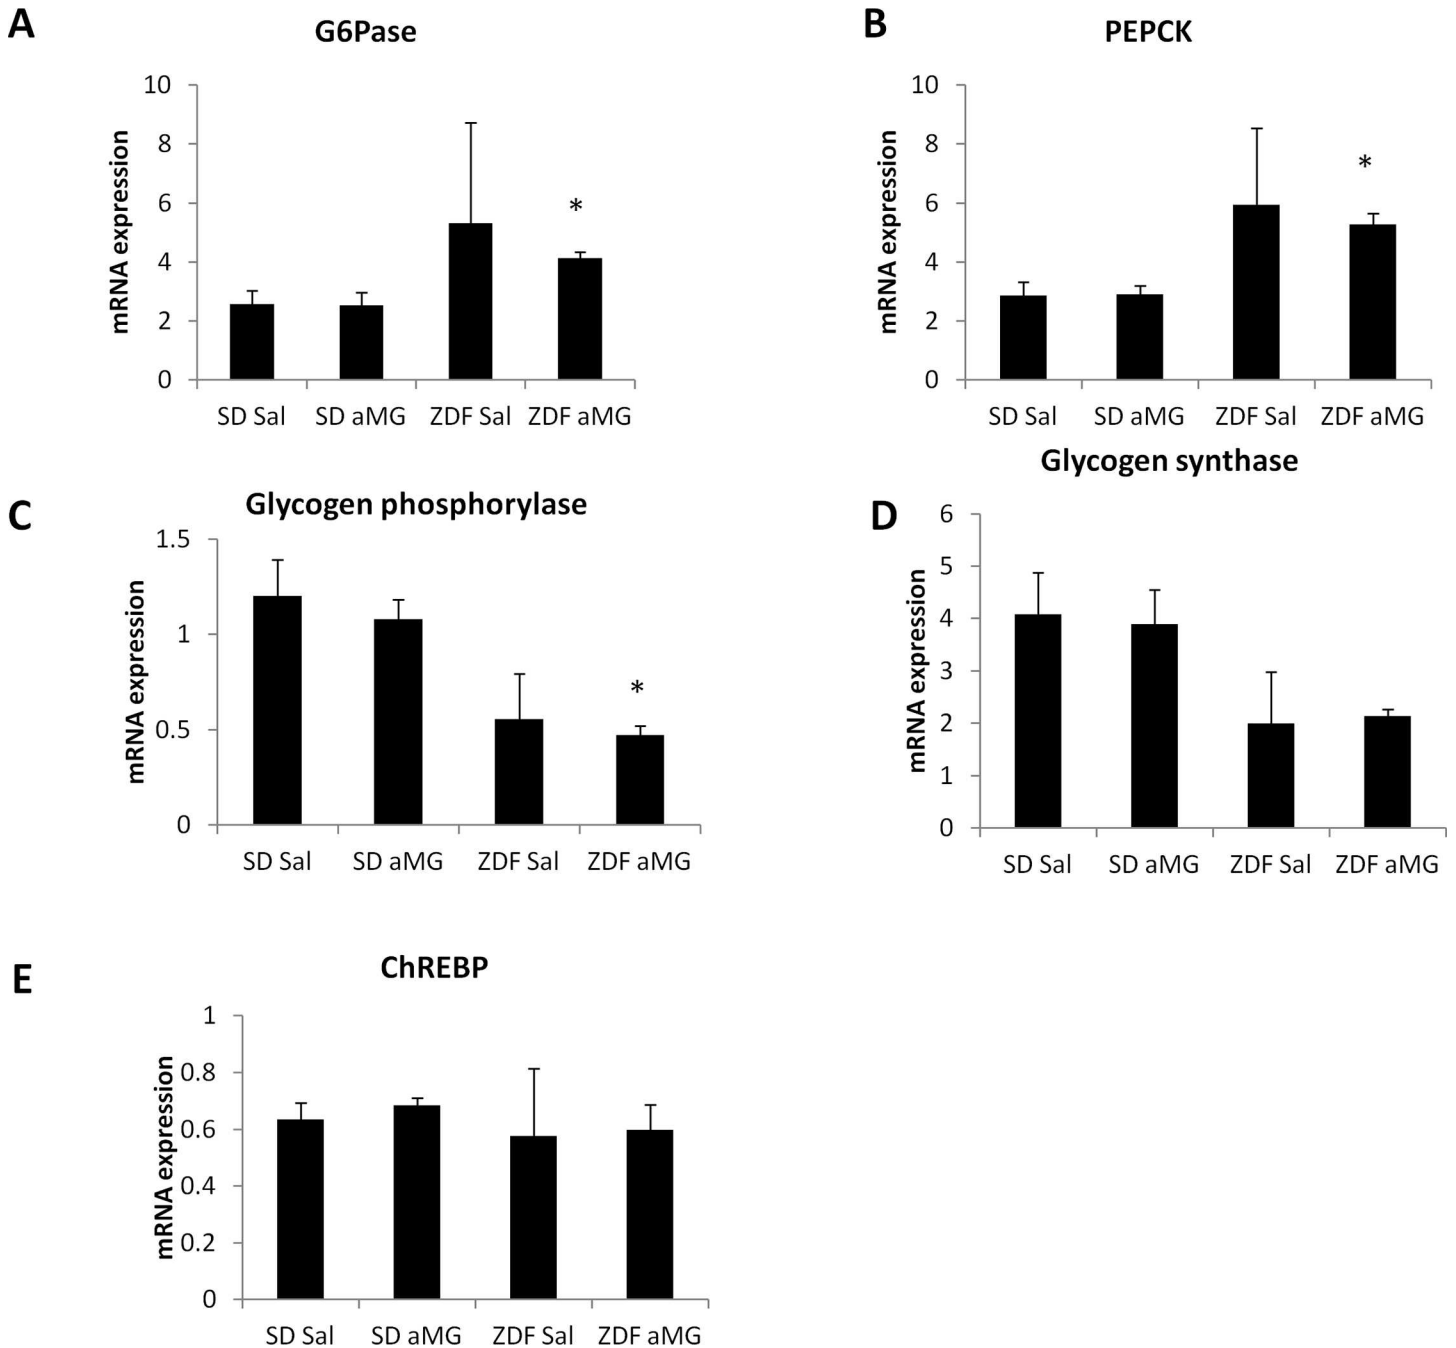 A
G6Pase
mRNA expression
10
8
6
4
2
0
*
SD Sal SD aMG ZDF Sal ZDF aMG
B
PEPCK
mRNA expression
10
8
6
4
2
0
*
SD Sal SD aMG ZDF Sal ZDF aMG
C
Glycogen phosphorylase
mRNA expression
1.5
1
0.5
0
*
SD Sal SD aMG ZDF Sal ZDF aMG
D
Glycogen synthase
mRNA expression
6
5
4
3
2
1
0
SD Sal SD aMG ZDF Sal ZDF aMG
E
ChREBP
mRNA expression
1
0.8
0.6
0.4
0.2
0
SD Sal SD aMG ZDF Sal ZDF aMG